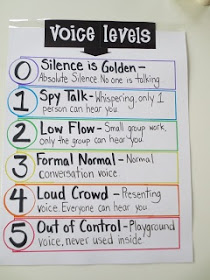 Voice levels
0 Silence is Golden-
Absolute Silence No one is talking.
1 Spy Talk- Whispering, only 1
person can hear you
2 Low Flow- Small group work,
only the group can hear you.
3 Formal Normal- Normal
conversation voice
4 Loud Crowd- Presenting
voice. Everyone can hear you.
5 Out of Control- Playground
voice, never used inside.